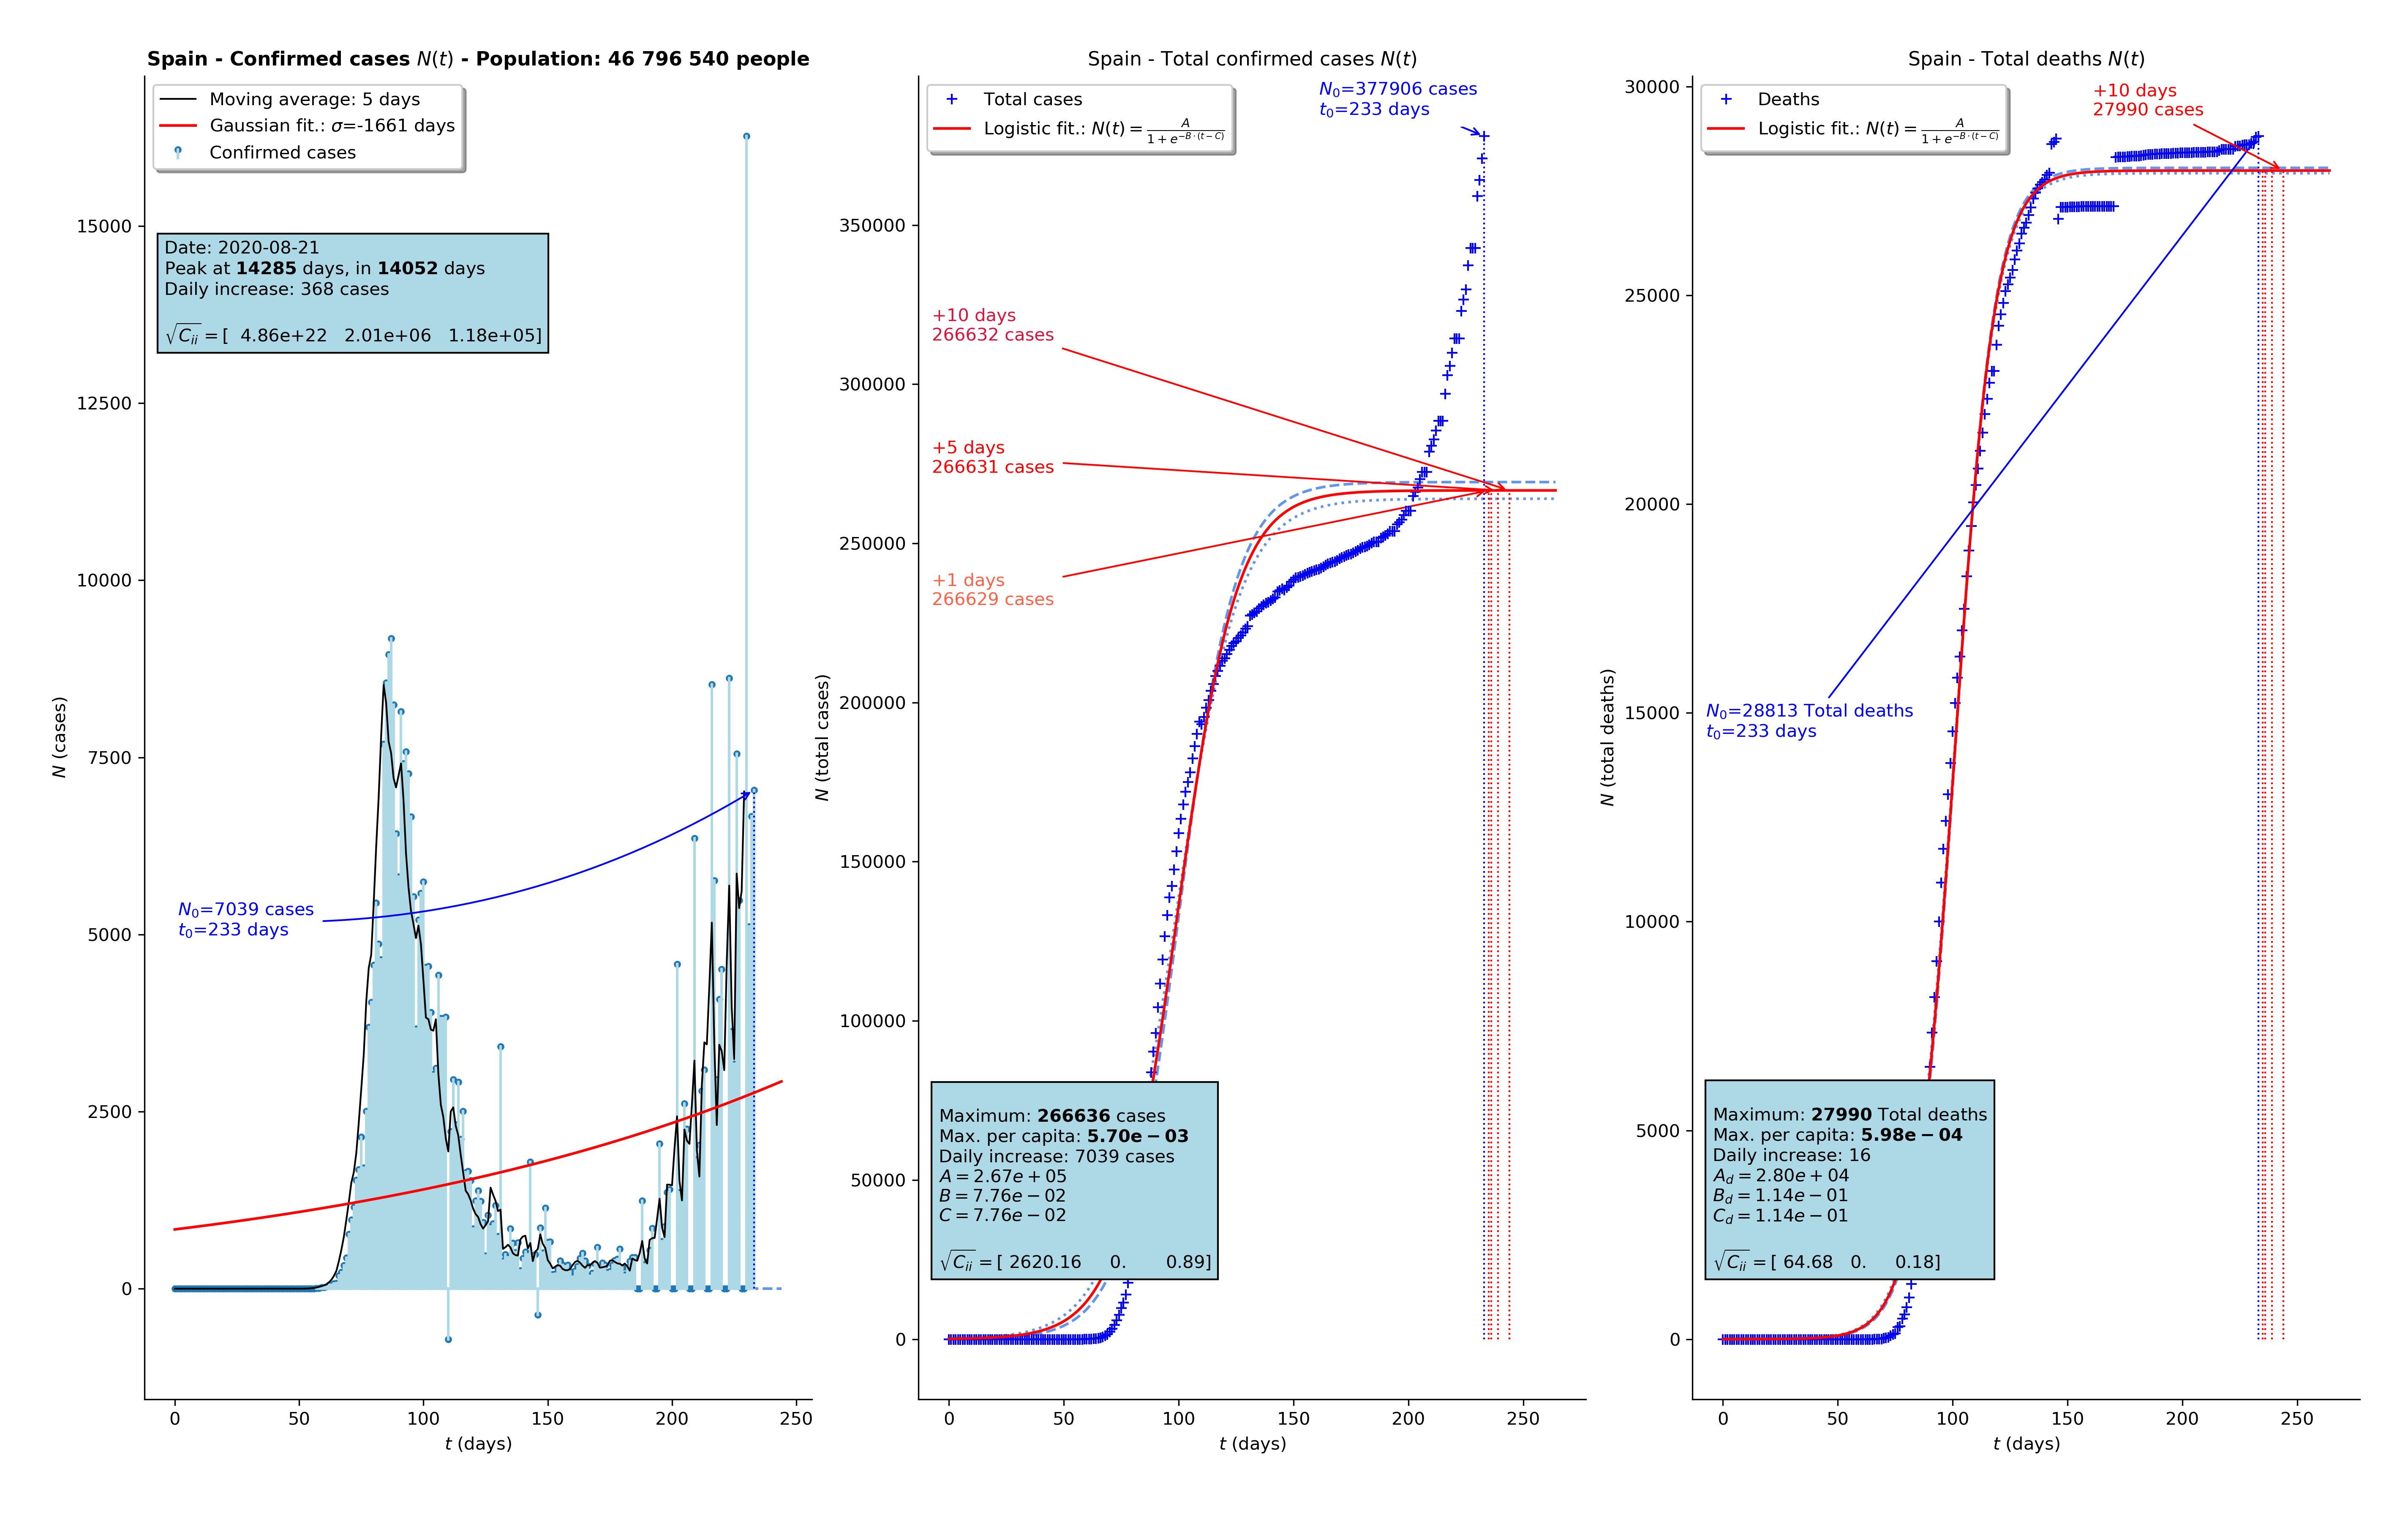 Spain - Confirmed cases N(t) - Population: 46 796 540 people
Moving average: 5 days
Gaussian fit.: σ=-1661 days
Confirmed cases
Date: 2020-08-21
Peak at 14285 days, in 14052 days
Daily increase: 368 cases
√Cᵢᵢ = [ 4.86e+22 2.01e+06 1.18e+05]
N₀=7039 cases
t₀=233 days
N (cases)
15000
12500
10000
7500
5000
2500
0
0 50 100 150 200 250
t (days)
Spain - Total confirmed cases N(t)
Total cases
Logistic fit.: N(t) = A / (1 + e^(−B·(t−C)))
N₀=377906 cases
t₀=233 days
+10 days
266632 cases
+5 days
266631 cases
+1 days
266629 cases
Maximum: 266636 cases
Max. per capita: 5.70e − 03
Daily increase: 7039 cases
A = 2.67e + 05
B = 7.76e − 02
C = 7.76e − 02
√Cᵢᵢ = [ 2620.16 0. 0.89]
N (total cases)
350000
300000
250000
200000
150000
100000
50000
0
0 50 100 150 200 250
t (days)
Spain - Total deaths N(t)
Deaths
Logistic fit.: N(t) = A / (1 + e^(−B·(t−C)))
+10 days
27990 cases
N₀=28813 Total deaths
t₀=233 days
Maximum: 27990 Total deaths
Max. per capita: 5.98e − 04
Daily increase: 16
A_d = 2.80e + 04
B_d = 1.14e − 01
C_d = 1.14e − 01
√Cᵢᵢ = [ 64.68 0. 0.18]
N (total deaths)
30000
25000
20000
15000
10000
5000
0
0 50 100 150 200 250
t (days)